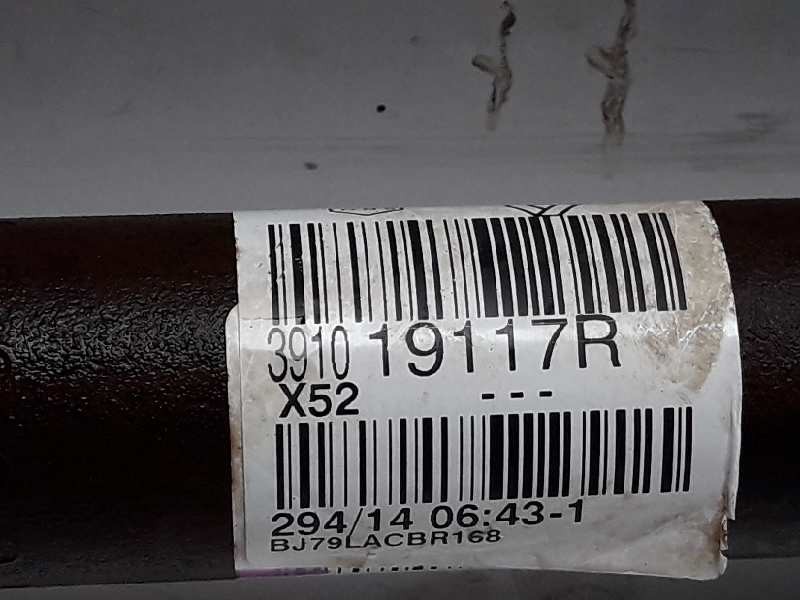 3910 19117R
X52 ---
294/14 06:43-1
BJ79LACBR168